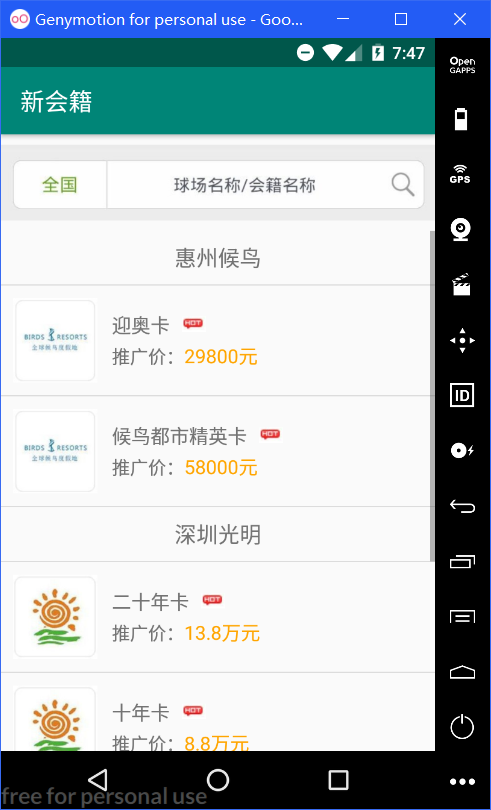 Genymotion for personal use - Goo...
7:47
Open
GAPPS
新会籍
GPS
全国
球场名称/会籍名称
惠州候鸟
BIRDS RESORTS
全球候鸟度假地
迎奥卡 HOT
推广价：29800元
ID
BIRDS RESORTS
全球候鸟度假地
候鸟都市精英卡 HOT
推广价：58000元
深圳光明
二十年卡 HOT
推广价：13.8万元
十年卡 HOT
推广价：8.8万元
free for personal use